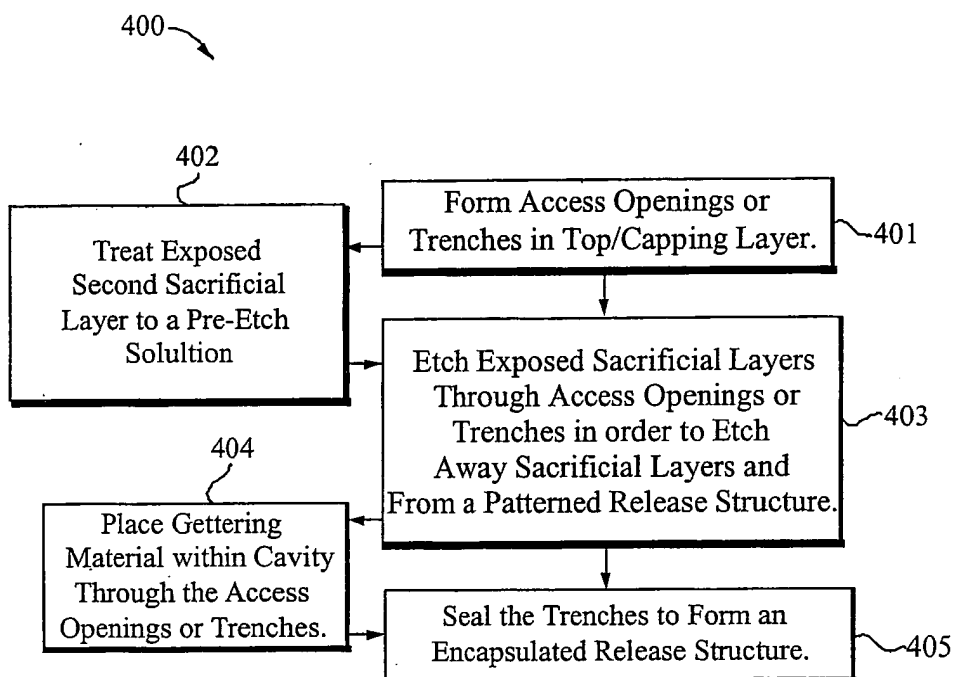 400
402
Treat Exposed
Second Sacrificial
Layer to a Pre-Etch
Solultion
Form Access Openings or
Trenches in Top/Capping Layer.
401
Etch Exposed Sacrificial Layers
Through Access Openings or
Trenches in order to Etch
Away Sacrificial Layers and
From a Patterned Release Structure.
403
404
Place Gettering
Material within Cavity
Through the Access
Openings or Trenches.
Seal the Trenches to Form an
Encapsulated Release Structure.
405